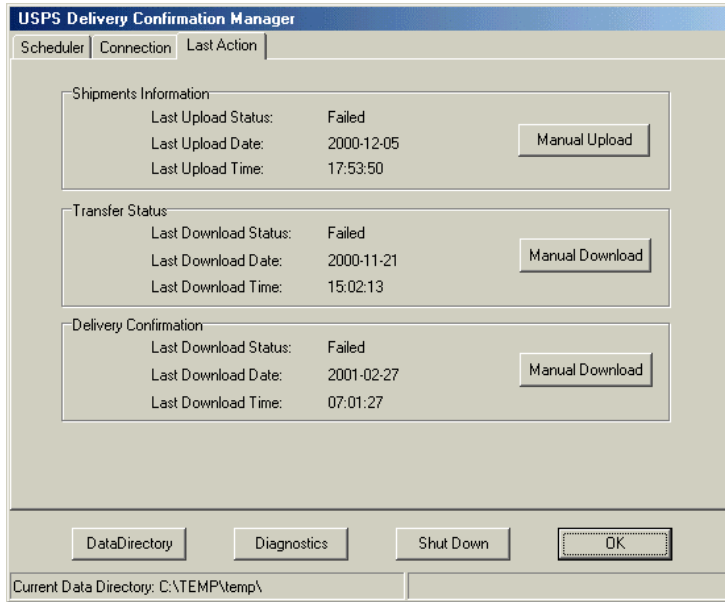 USPS Delivery Confirmation Manager
Scheduler Connection Last Action
Shipments Information
Last Upload Status: Failed
Last Upload Date: 2000-12-05
Manual Upload
Last Upload Time: 17:53:50
Transfer Status
Last Download Status: Failed
Last Download Date: 2000-11-21
Manual Download
Last Download Time: 15:02:13
Delivery Confirmation
Last Download Status: Failed
Last Download Date: 2001-02-27
Manual Download
Last Download Time: 07:01:27
DataDirectory Diagnostics Shut Down OK
Current Data Directory: C:\TEMP\temp\